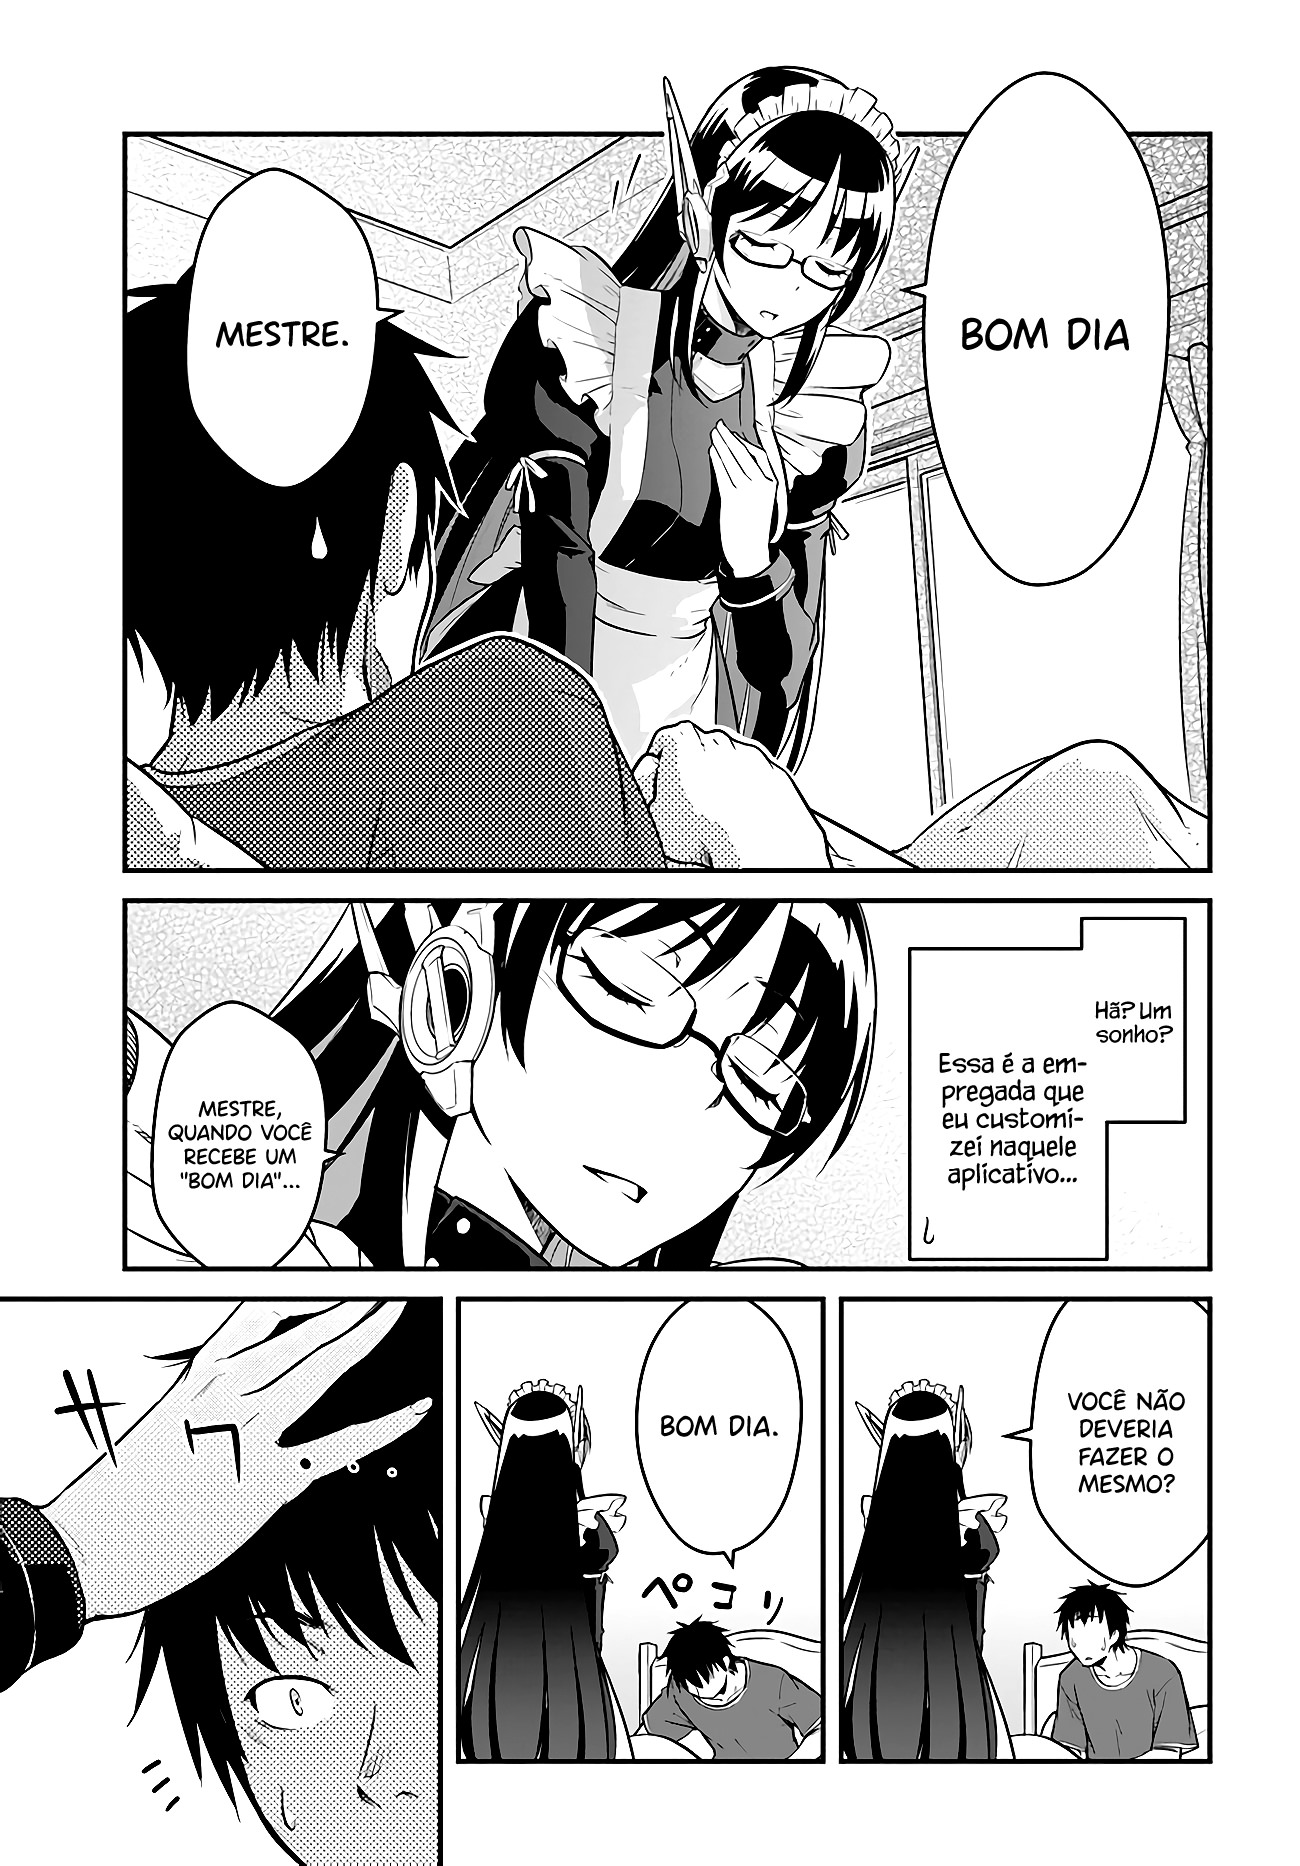 BOM DIA
MESTRE.
Hã? Um
sonho?
Essa é a em-
pregada que
eu customi-
zei naquele
aplicativo...
MESTRE,
QUANDO VOCÊ
RECEBE UM
"BOM DIA"...
VOCÊ NÃO
DEVERIA
FAZER O
MESMO?
BOM DIA.
ペコリ
ワ